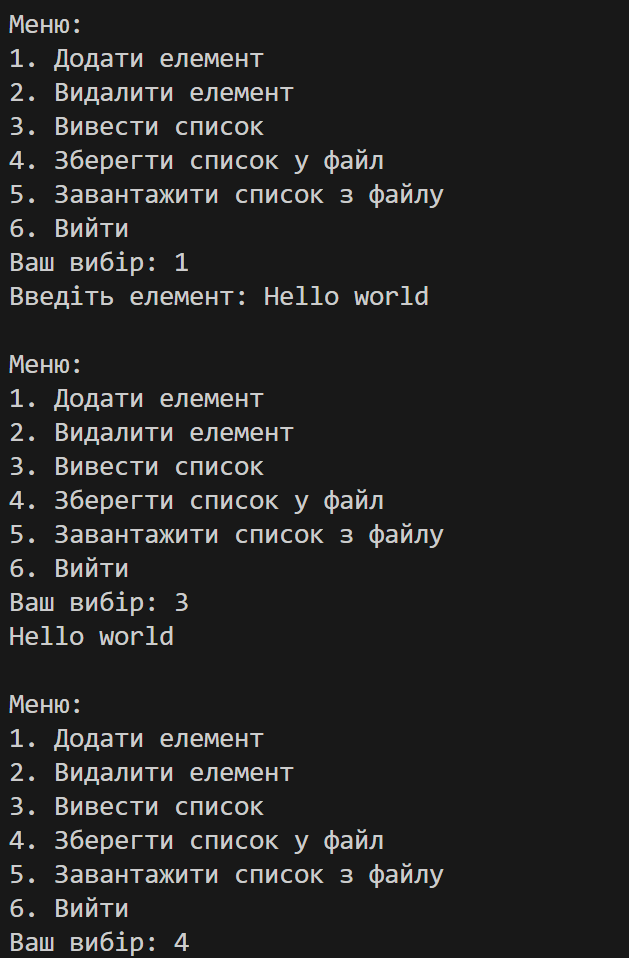 Меню:
1. Додати елемент
2. Видалити елемент
3. Вивести список
4. Зберегти список у файл
5. Завантажити список з файлу
6. Вийти
Ваш вибір: 1
Введіть елемент: Hello world
Меню:
1. Додати елемент
2. Видалити елемент
3. Вивести список
4. Зберегти список у файл
5. Завантажити список з файлу
6. Вийти
Ваш вибір: 3
Hello world
Меню:
1. Додати елемент
2. Видалити елемент
3. Вивести список
4. Зберегти список у файл
5. Завантажити список з файлу
6. Вийти
Ваш вибір: 4